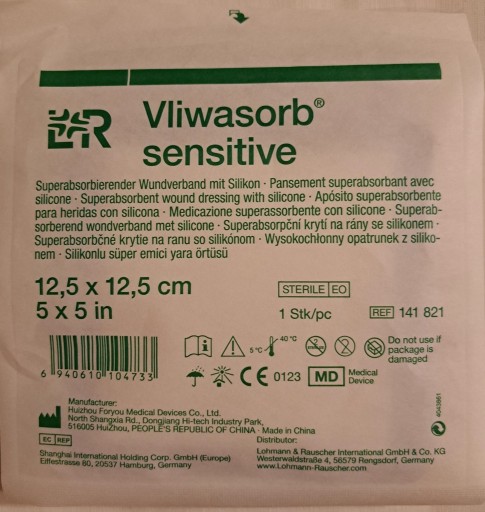 L&R
Vliwasorb®
sensitive
Superabsorbierender Wundverband mit Silikon · Pansement superabsorbant avec
silicone · Superabsorbent wound dressing with silicone · Apósito superabsorbente
para heridas con silicona · Medicazione superassorbente con silicone · Superab-
sorberend wondverband met silicone · Superabsorpční krytí na rány se silikonem ·
Superabsorbčné krytie na ranu so silikónom · Wysokochłonny opatrunek z siliko-
nem · Silikonlu süper emici yara örtüsü
12,5 x 12,5 cm
5 x 5 in
STERILE EO
1 Stk/pc
REF 141 821
5 °C
40 °C
Do not use if
package is
damaged
6 940610 104733
CE 0123
MD
Medical
Device
Manufacturer:
Huizhou Foryou Medical Devices Co., Ltd.
North Shangxia Rd., Dongjiang Hi-tech Industry Park,
516005 HuiZhou, PEOPLE'S REPUBLIC OF CHINA · Made in China
EC REP
Shanghai International Holding Corp. GmbH (Europe)
Eiffestrasse 80, 20537 Hamburg, Germany
Distributor:
Lohmann & Rauscher International GmbH & Co. KG
Westerwaldstraße 4, 56579 Rengsdorf, Germany
www.Lohmann-Rauscher.com